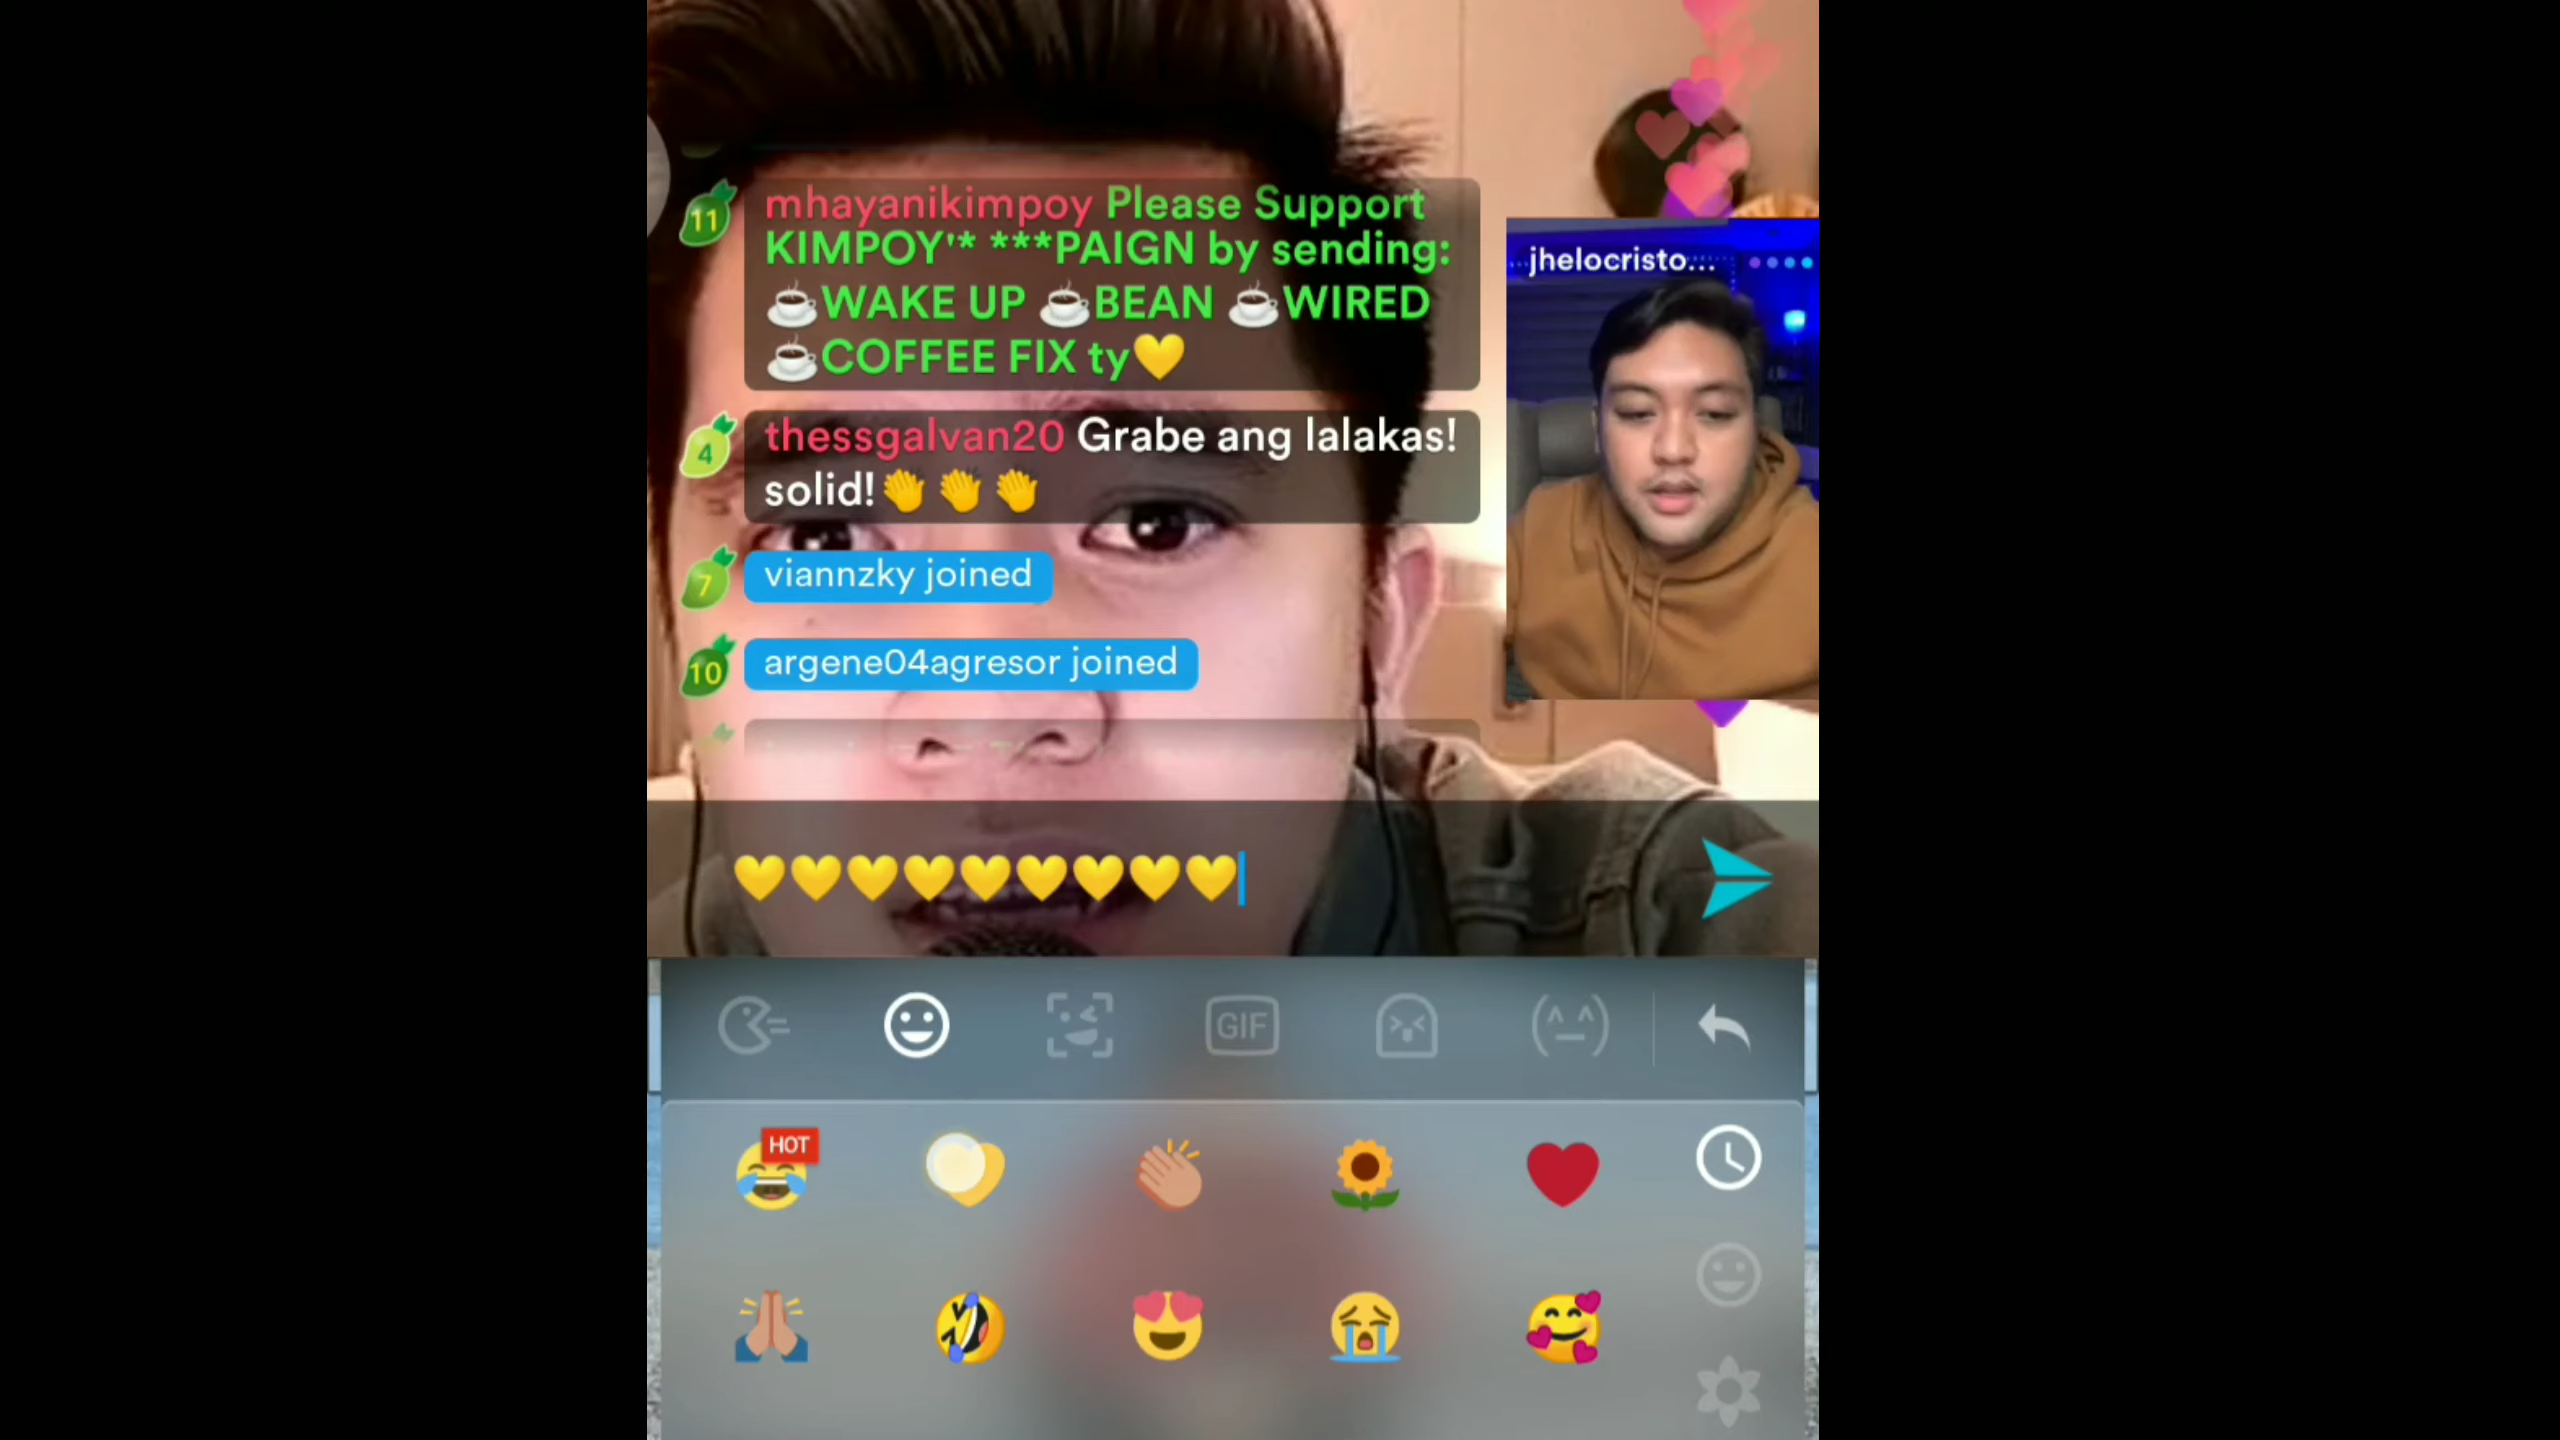 jhelocristo...
11 mhayanikimpoy Please Support
KIMPOY'* ***PAIGN by sending:
☕WAKE UP ☕BEAN ☕WIRED
☕COFFEE FIX ty💛
4 thessgalvan20 Grabe ang lalakas!
solid!👏👏👏
7 viannzky joined
10 argene04agresor joined
💛💛💛💛💛💛💛💛💛
GIF
HOT